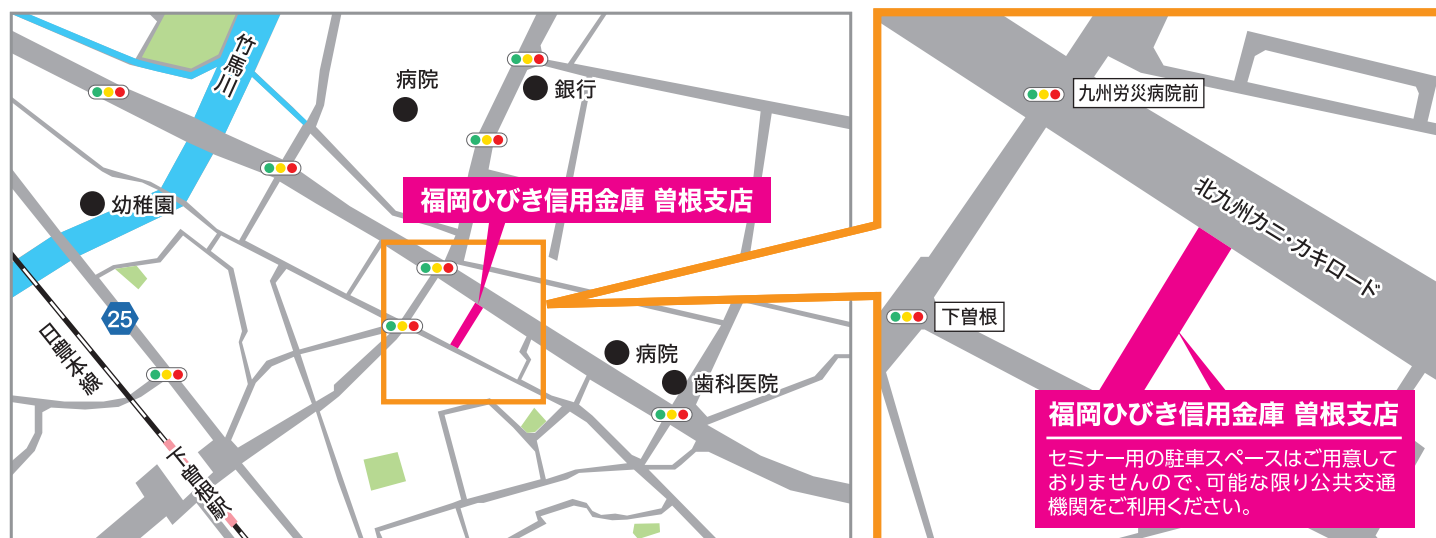 竹馬川
病院
銀行
幼稚園
福岡ひびき信用金庫 曽根支店
25
日豊本線
下曽根駅
病院
歯科医院
九州労災病院前
北九州カニ・カキロード
下曽根
福岡ひびき信用金庫 曽根支店
セミナー用の駐車スペースはご用意して
おりませんので、可能な限り公共交通
機関をご利用ください。